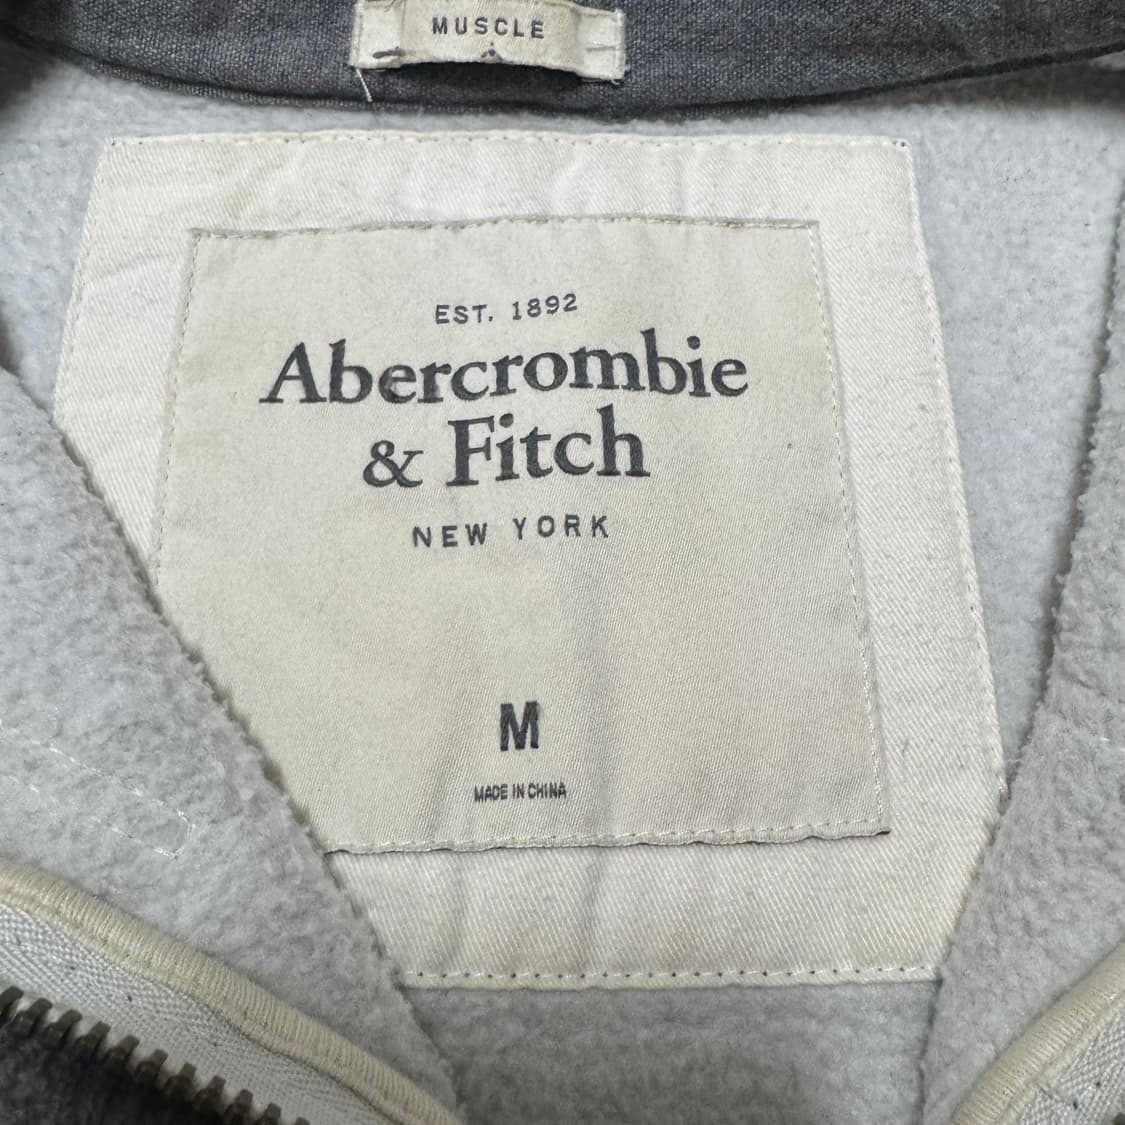 MUSCLE
EST. 1892
Abercrombie
& Fitch
NEW YORK
M
MADE IN CHINA